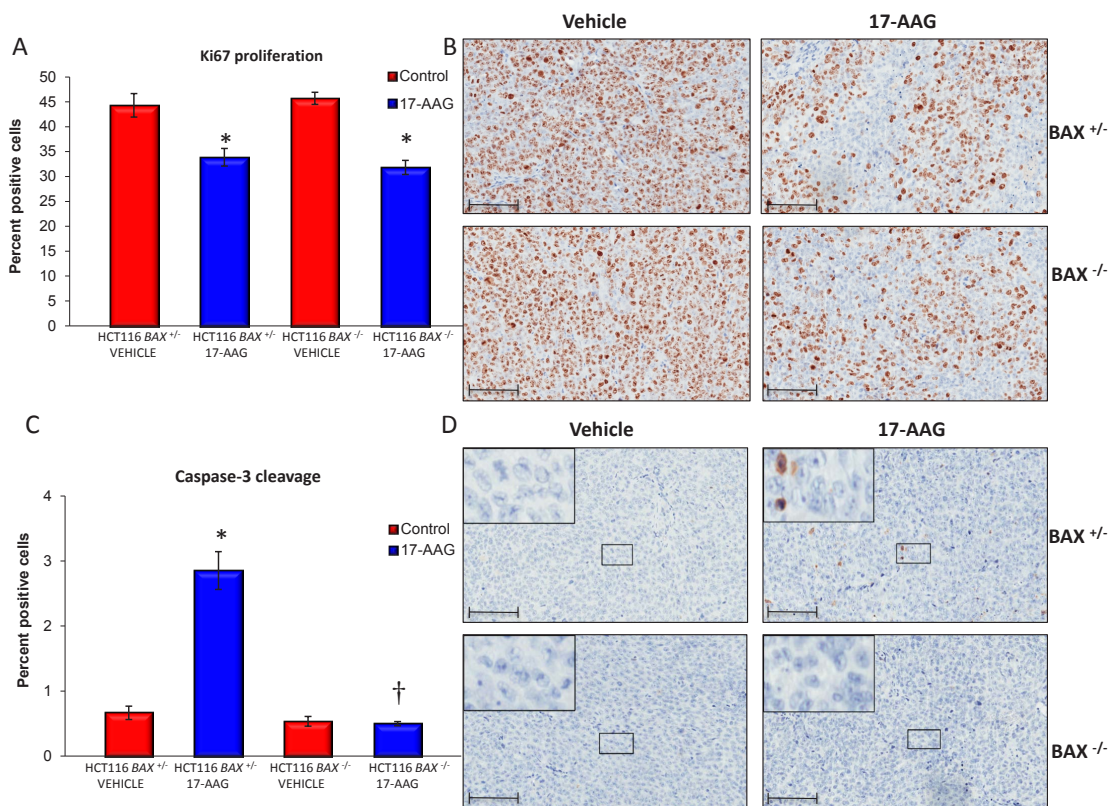 A
Ki67 proliferation
Percent positive cells
50
45
40
35
30
25
20
15
10
5
0
Control
17-AAG
*
*
HCT116 BAX +/-
VEHICLE
HCT116 BAX +/-
17-AAG
HCT116 BAX -/-
VEHICLE
HCT116 BAX -/-
17-AAG
B
Vehicle
17-AAG
BAX +/-
BAX -/-
C
Caspase-3 cleavage
Percent positive cells
4
3
2
1
0
Control
17-AAG
*
†
HCT116 BAX +/-
VEHICLE
HCT116 BAX +/-
17-AAG
HCT116 BAX -/-
VEHICLE
HCT116 BAX -/-
17-AAG
D
Vehicle
17-AAG
BAX +/-
BAX -/-